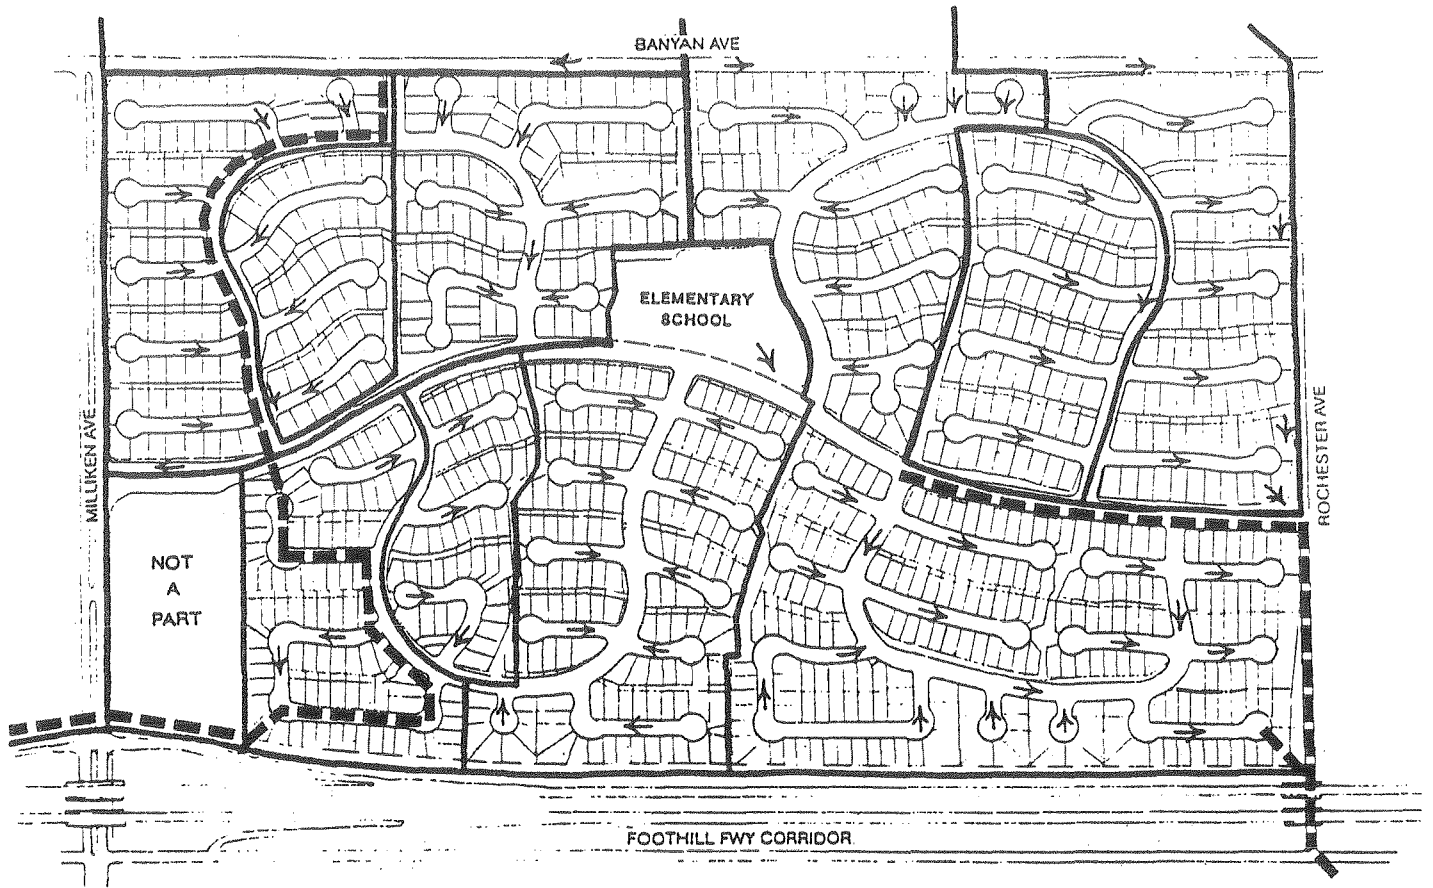 BANYAN AVE
ELEMENTARY
SCHOOL
MILLIKEN AVE
ROCHESTER AVE
NOT
A
PART
FOOTHILL FWY CORRIDOR